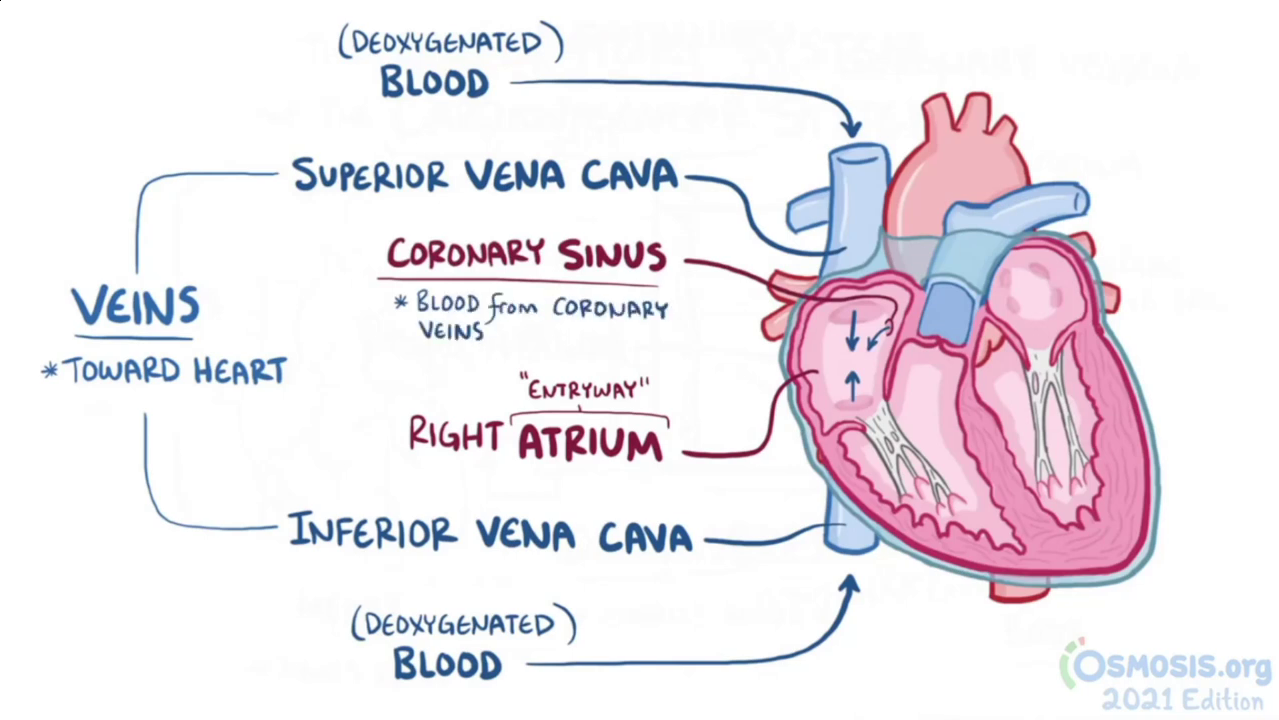 (DEOXYGENATED)
BLOOD
SUPERIOR VENA CAVA
CORONARY SINUS
* BLOOD from CORONARY
VEINS
VEINS
* TOWARD HEART
"ENTRYWAY"
RIGHT ATRIUM
INFERIOR VENA CAVA
(DEOXYGENATED)
BLOOD
OSMOSIS.org
2021 Edition